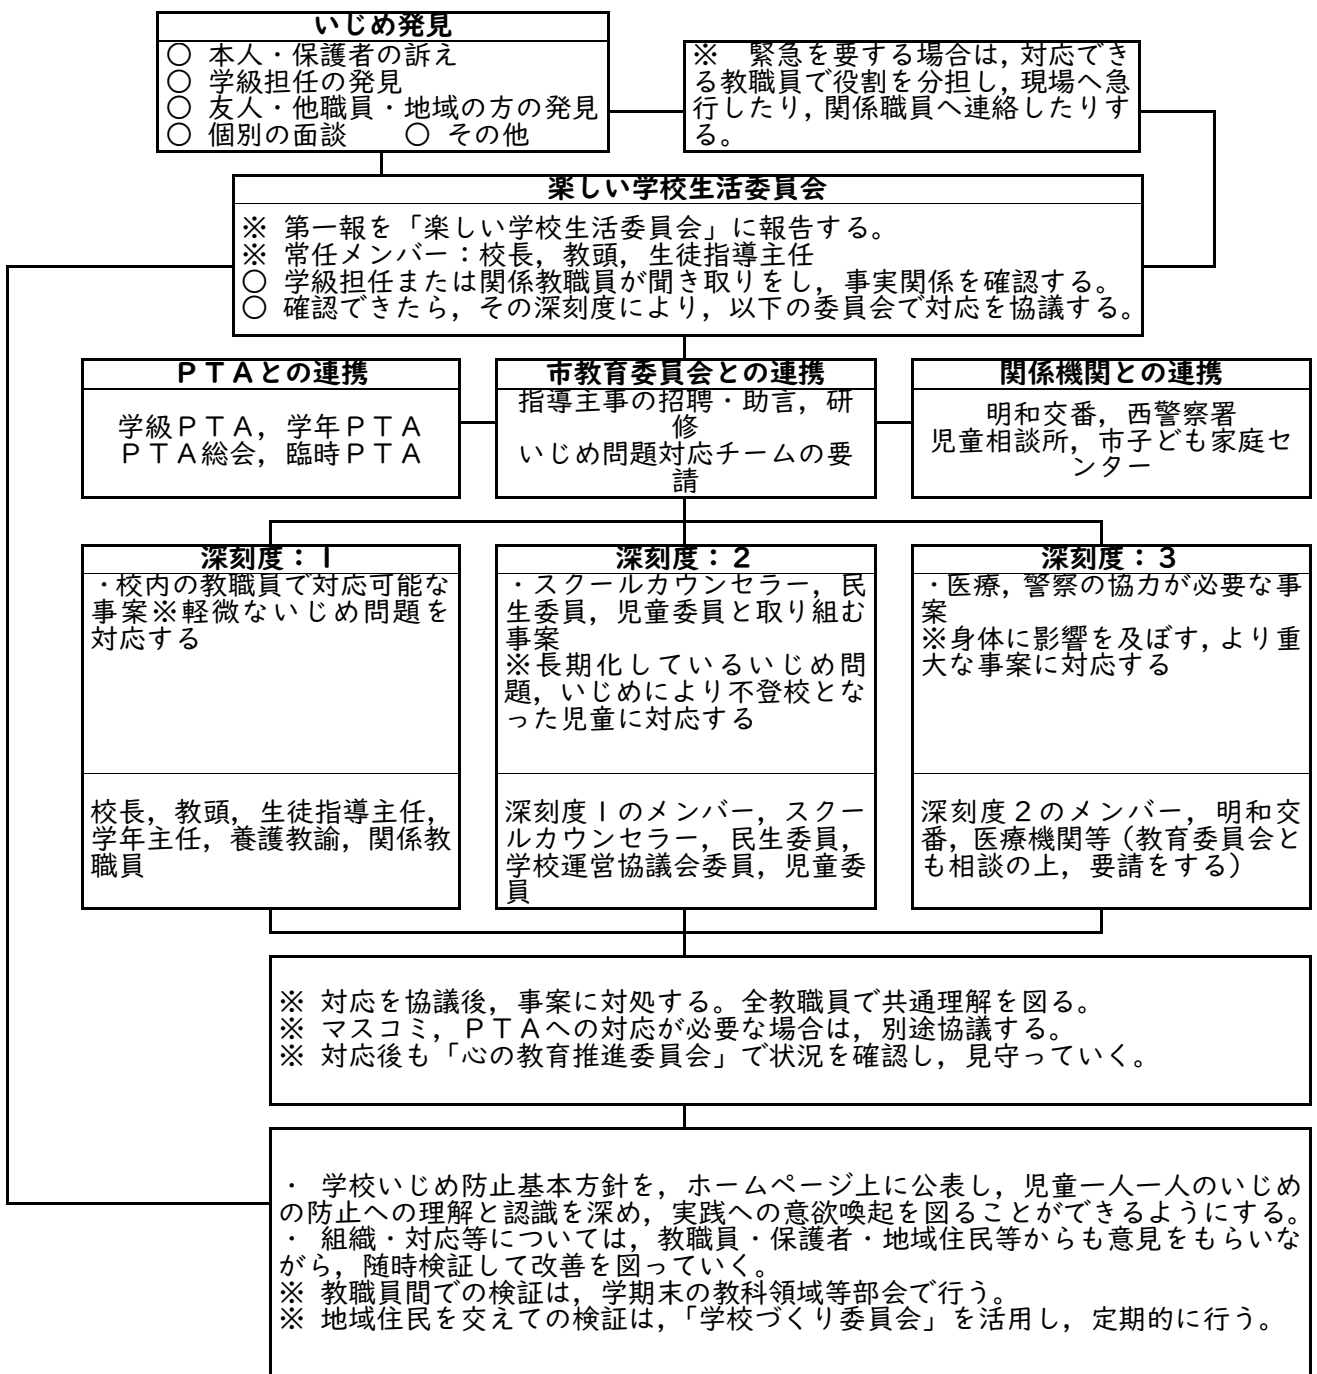 いじめ発見
○ 本人・保護者の訴え
○ 学級担任の発見
○ 友人・他職員・地域の方の発見
○ 個別の面談　　○ その他
※　緊急を要する場合は，対応でき
る教職員で役割を分担し，現場へ急
行したり，関係職員へ連絡したりす
る。
楽しい学校生活委員会
※ 第一報を「楽しい学校生活委員会」に報告する。
※ 常任メンバー：校長，教頭，生徒指導主任
○ 学級担任または関係教職員が聞き取りをし，事実関係を確認する。
○ 確認できたら，その深刻度により，以下の委員会で対応を協議する。
ＰＴＡとの連携
学級ＰＴＡ，学年ＰＴＡ
ＰＴＡ総会，臨時ＰＴＡ
市教育委員会との連携
指導主事の招聘・助言，研
修
いじめ問題対応チームの要
請
関係機関との連携
明和交番，西警察署
児童相談所，市子ども家庭セ
ンター
深刻度：１
・校内の教職員で対応可能な
事案※軽微ないじめ問題を
対応する
校長，教頭，生徒指導主任，
学年主任，養護教諭，関係教
職員
深刻度：２
・スクールカウンセラー，民
生委員，児童委員と取り組む
事案
※長期化しているいじめ問
題，いじめにより不登校とな
った児童に対応する
深刻度１のメンバー，スクー
ルカウンセラー，民生委員，
学校運営協議会委員，児童委
員
深刻度：３
・医療，警察の協力が必要な事
案
※身体に影響を及ぼす，より重
大な事案に対応する
深刻度２のメンバー，明和交
番，医療機関等（教育委員会と
も相談の上，要請をする）
※ 対応を協議後，事案に対処する。全教職員で共通理解を図る。
※ マスコミ，ＰＴＡへの対応が必要な場合は，別途協議する。
※ 対応後も「心の教育推進委員会」で状況を確認し，見守っていく。
・ 学校いじめ防止基本方針を，ホームページ上に公表し，児童一人一人のいじめ
の防止への理解と認識を深め，実践への意欲喚起を図ることができるようにする。
・ 組織・対応等については，教職員・保護者・地域住民等からも意見をもらいな
がら，随時検証して改善を図っていく。
※ 教職員間での検証は，学期末の教科領域等部会で行う。
※ 地域住民を交えての検証は，「学校づくり委員会」を活用し，定期的に行う。